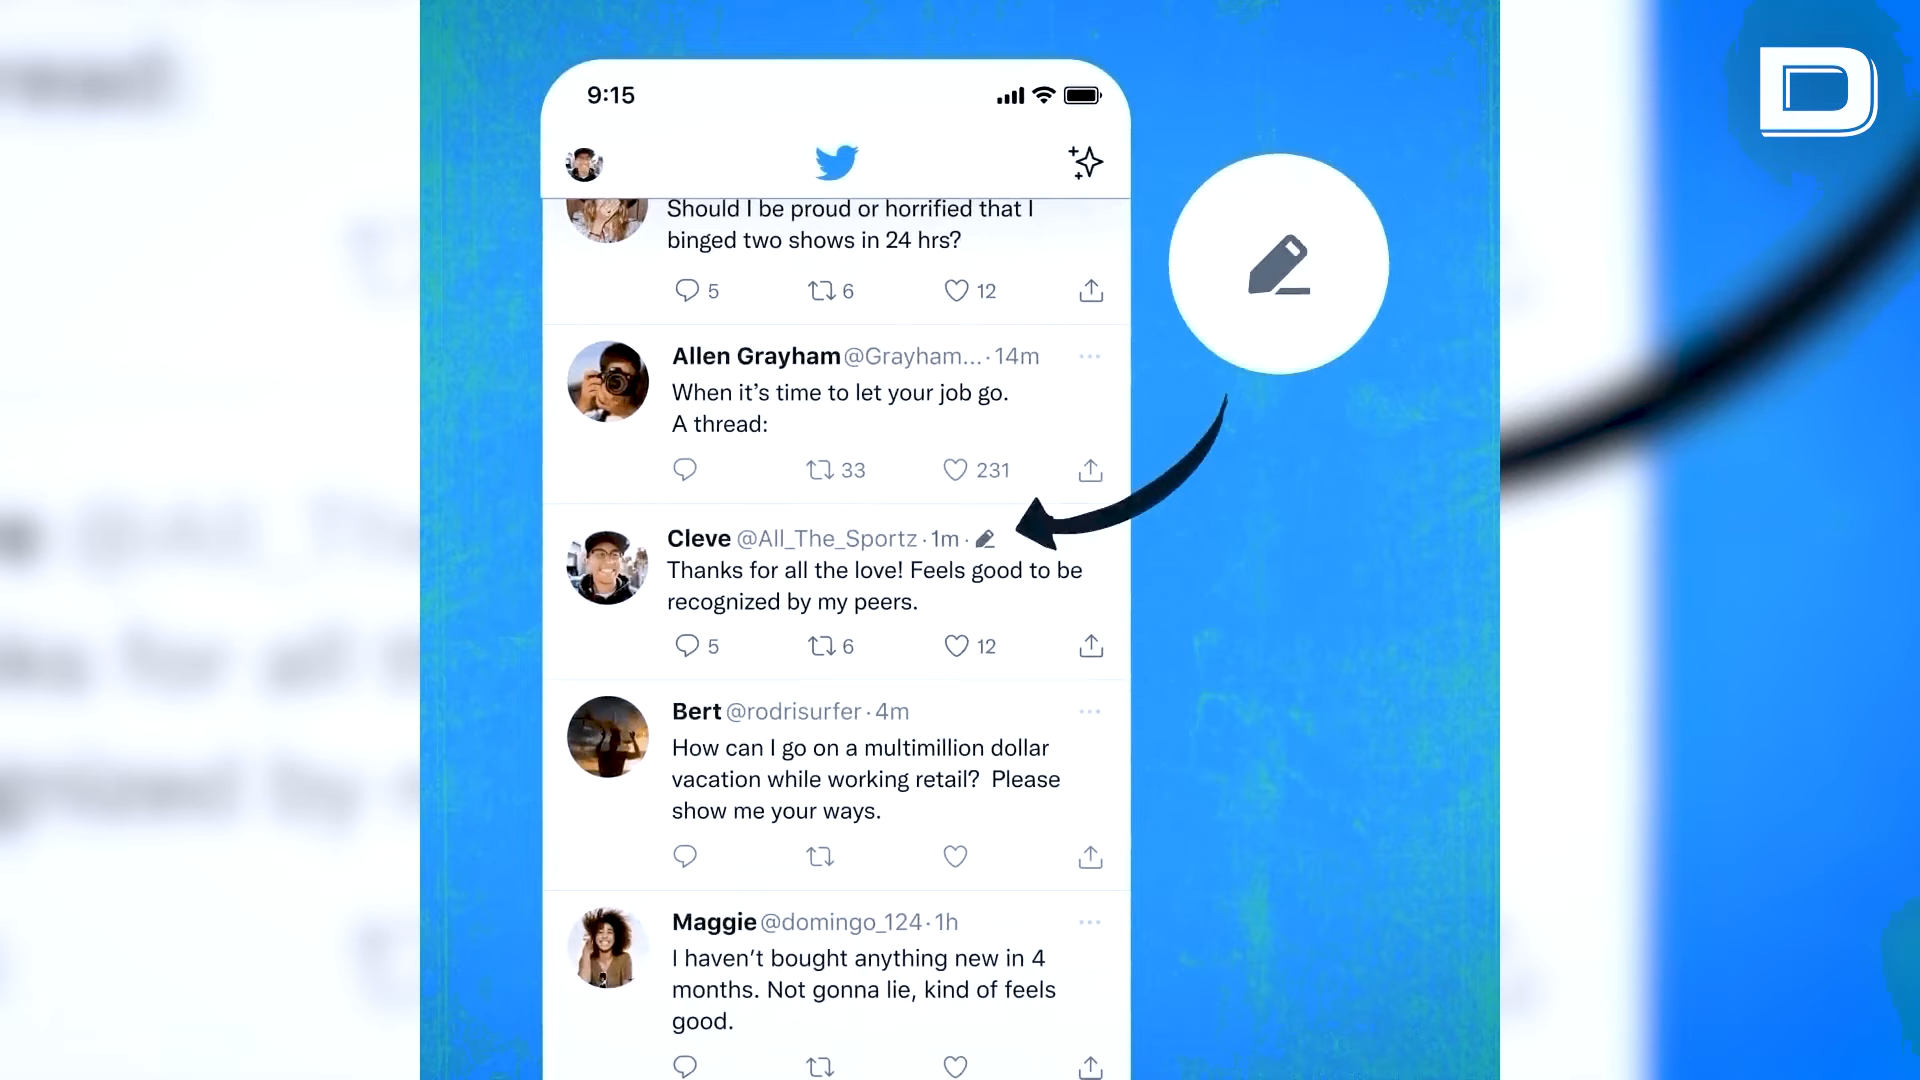 9:15
Should I be proud or horrified that I
binged two shows in 24 hrs?
5 6 12
Allen Grayham @Grayham... · 14m
When it’s time to let your job go.
A thread:
33 231
Cleve @All_The_Sportz · 1m ·
Thanks for all the love! Feels good to be
recognized by my peers.
5 6 12
Bert @rodrisurfer · 4m
How can I go on a multimillion dollar
vacation while working retail?  Please
show me your ways.
Maggie @domingo_124 · 1h
I haven’t bought anything new in 4
months. Not gonna lie, kind of feels
good.
D